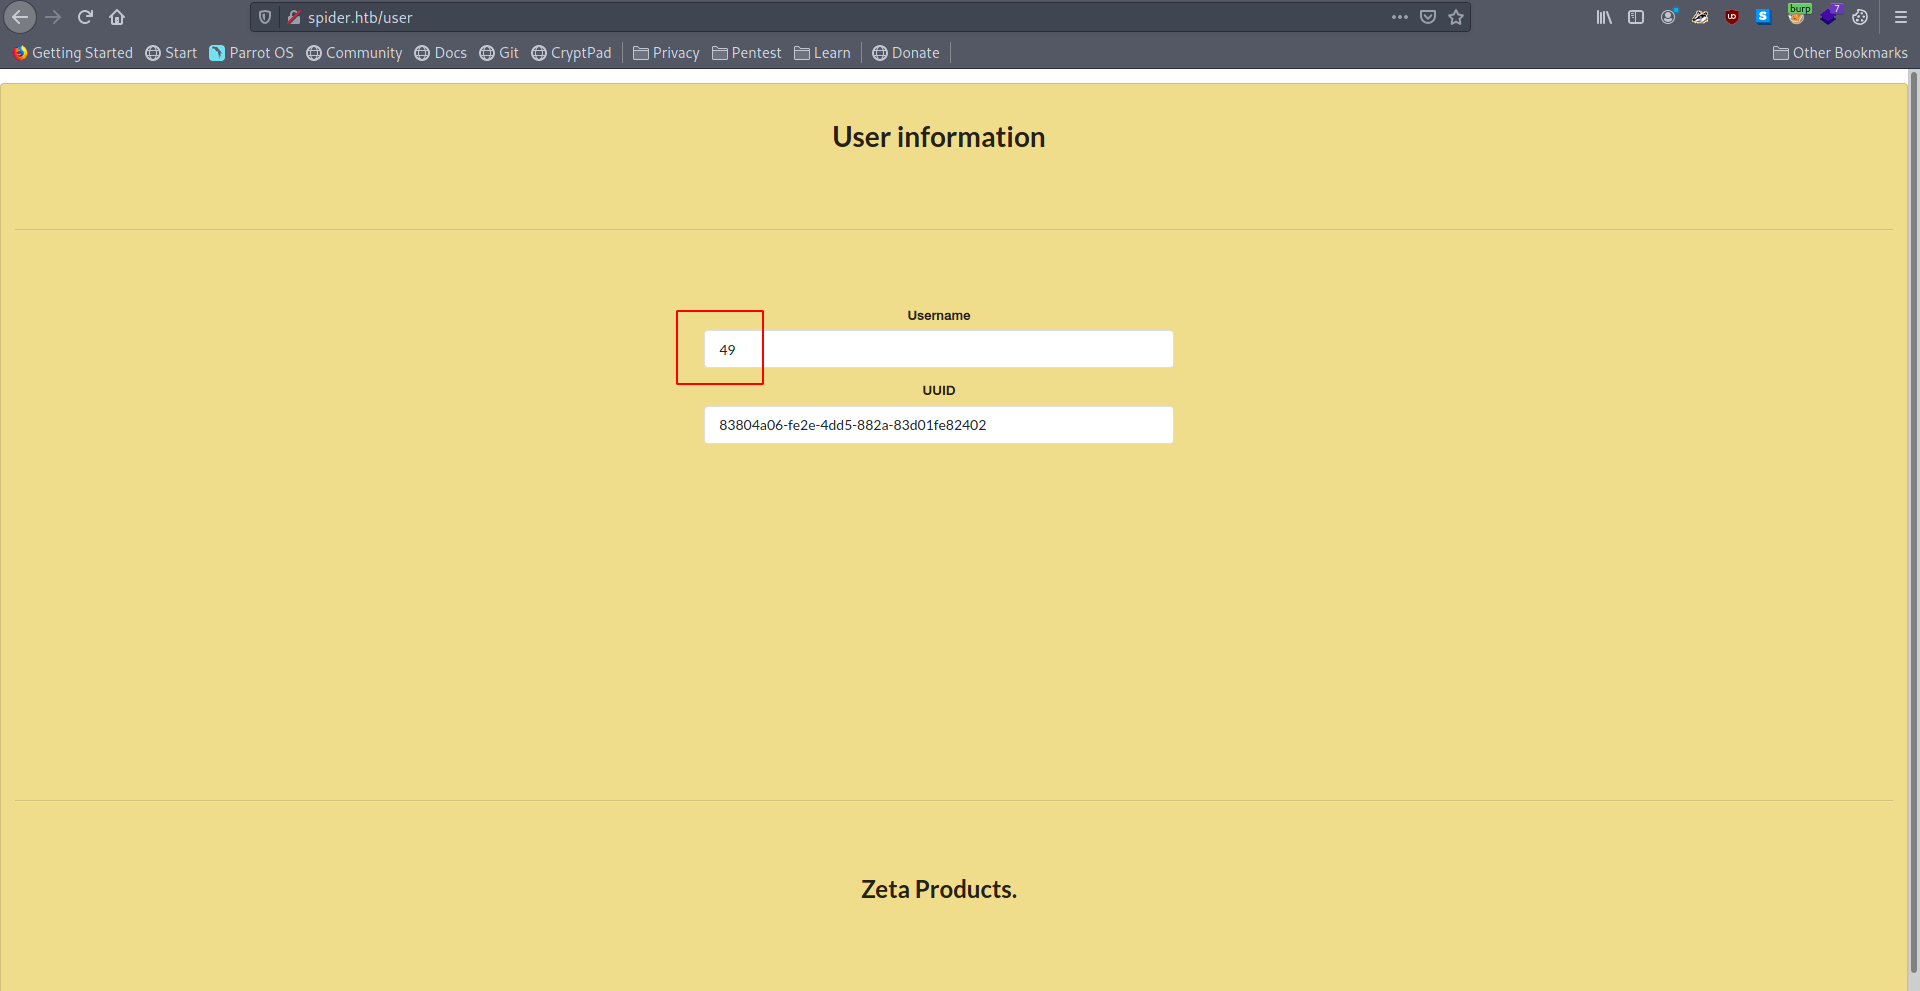 spider.htb/user
burp
7
Getting Started Start Parrot OS Community Docs Git CryptPad Privacy Pentest Learn Donate Other Bookmarks
User information
Username
49
UUID
83804a06-fe2e-4dd5-882a-83d01fe82402
Zeta Products.